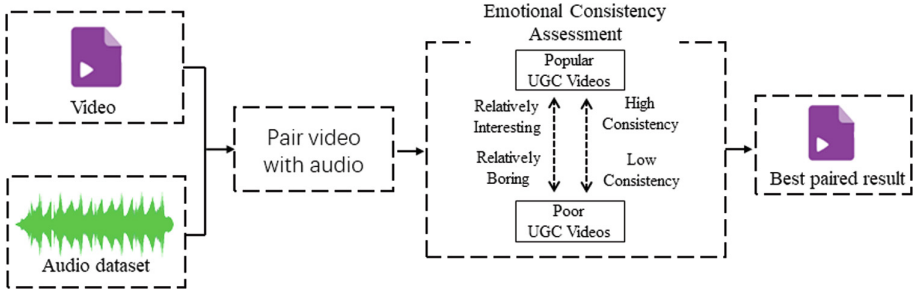 Video
Audio dataset
Pair video
with audio
Emotional Consistency
Assessment
Popular
UGC Videos
Relatively
Interesting
High
Consistency
Relatively
Boring
Low
Consistency
Poor
UGC Videos
Best paired result